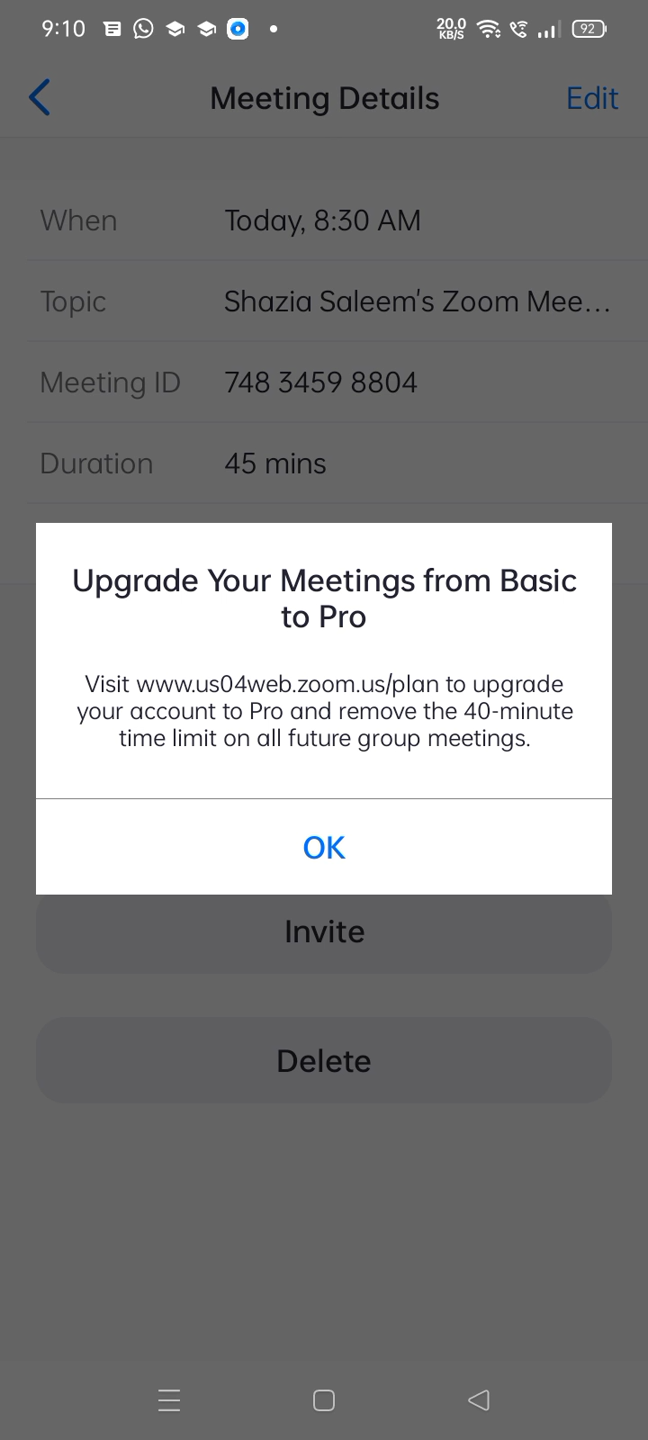 9:10
20.0
KB/S
92
Meeting Details
Edit
When Today, 8:30 AM
Topic Shazia Saleem's Zoom Mee...
Meeting ID 748 3459 8804
Duration 45 mins
Upgrade Your Meetings from Basic
to Pro
Visit www.us04web.zoom.us/plan to upgrade
your account to Pro and remove the 40-minute
time limit on all future group meetings.
OK
Invite
Delete